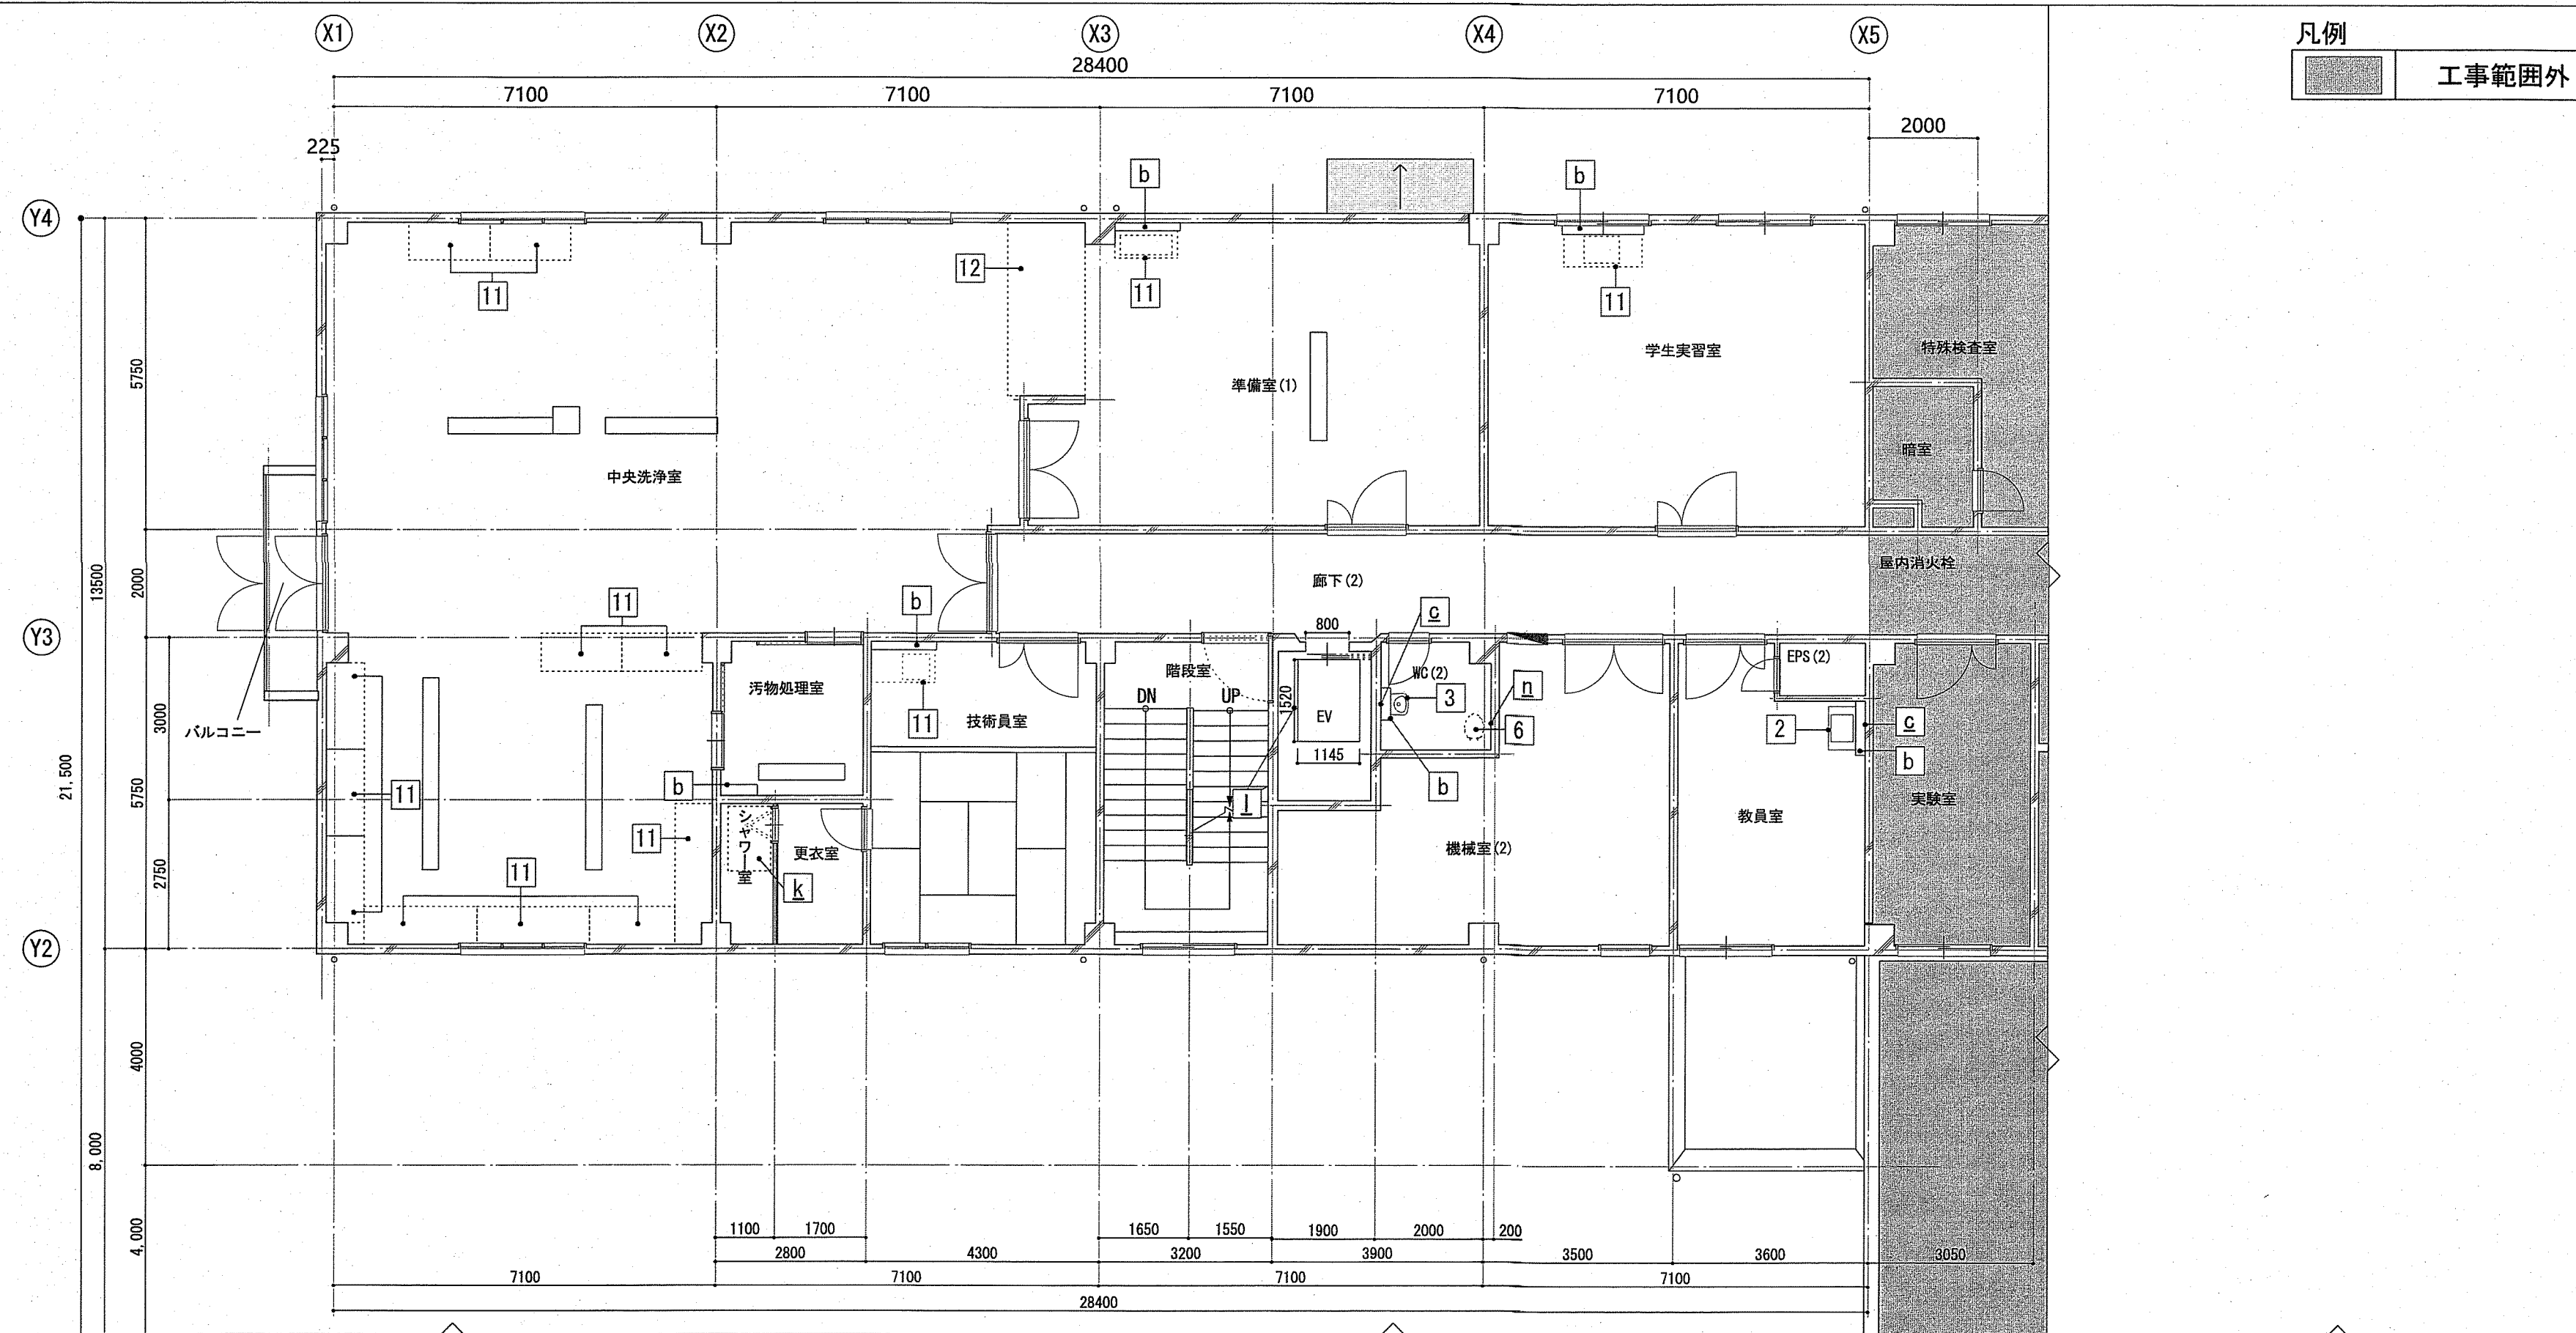 X1 X2 X3 X4 X5
凡例
工事範囲外
28400
7100 7100 7100 7100
2000
225
b b
Y4
12
11 11 11
学生実習室
特殊検査室
5750
準備室(1)
暗室
中央洗浄室
屋内消火栓
13500
2000
廊下(2)
11
b
c
800
Y3
EPS(2)
階段室
WC(2)
汚物処理室
n
DN UP
3
1520
11
技術員室
EV
6
2
c
3000
バルコニー
1145
b
b
b
21,500
5750
11
l
実験室
シャワー室
教員室
11
更衣室
機械室(2)
2750
11
k
Y2
4000
8,000
4,000
1100 1700 1650 1550 1900 2000 200
2800 4300 3200 3900 3500 3600 3050
7100 7100 7100 7100
28400